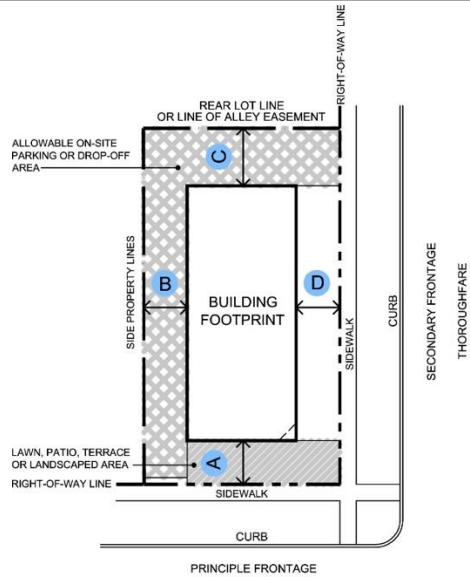 RIGHT-OF-WAY LINE
REAR LOT LINE
OR LINE OF ALLEY EASEMENT
ALLOWABLE ON-SITE
PARKING OR DROP-OFF
AREA
C
SIDE PROPERTY LINES
B
BUILDING
FOOTPRINT
D
SIDEWALK
CURB
SECONDARY FRONTAGE
THOROUGHFARE
LAWN, PATIO, TERRACE
OR LANDSCAPED AREA
A
RIGHT-OF-WAY LINE
SIDEWALK
CURB
PRINCIPLE FRONTAGE